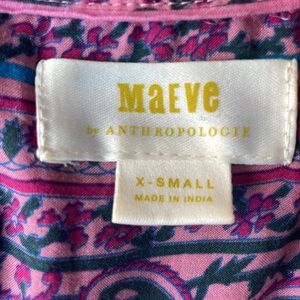 Maeve
by ANTHROPOLOGIE
X-SMALL
MADE IN INDIA